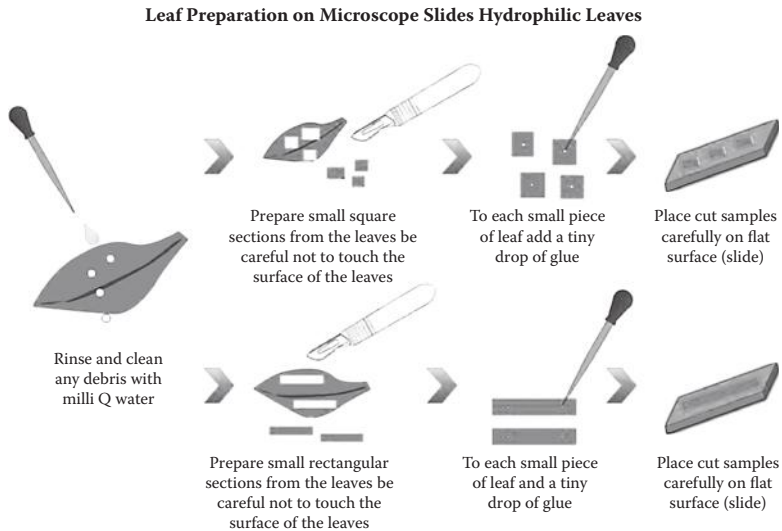 Leaf Preparation on Microscope Slides Hydrophilic Leaves
Rinse and clean
any debris with
milli Q water
Prepare small square
sections from the leaves be
careful not to touch the
surface of the leaves
To each small piece
of leaf add a tiny
drop of glue
Place cut samples
carefully on flat
surface (slide)
Prepare small rectangular
sections from the leaves be
careful not to touch the
surface of the leaves
To each small piece
of leaf and a tiny
drop of glue
Place cut samples
carefully on flat
surface (slide)